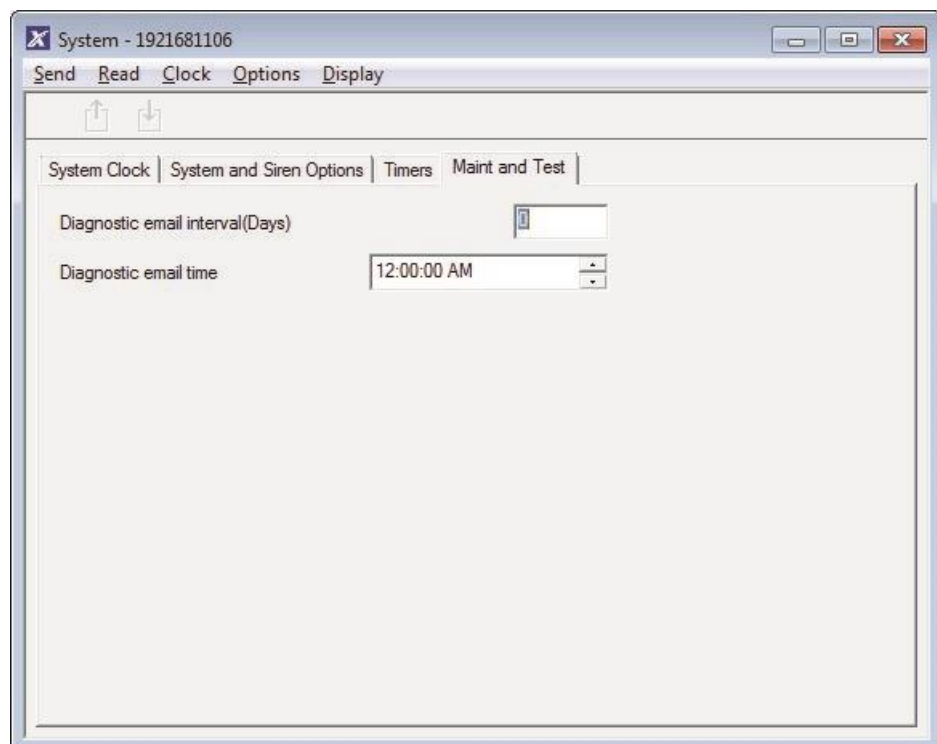 System - 1921681106
Send Read Clock Options Display
System Clock System and Siren Options Timers Maint and Test
Diagnostic email interval(Days) 0
Diagnostic email time 12:00:00 AM